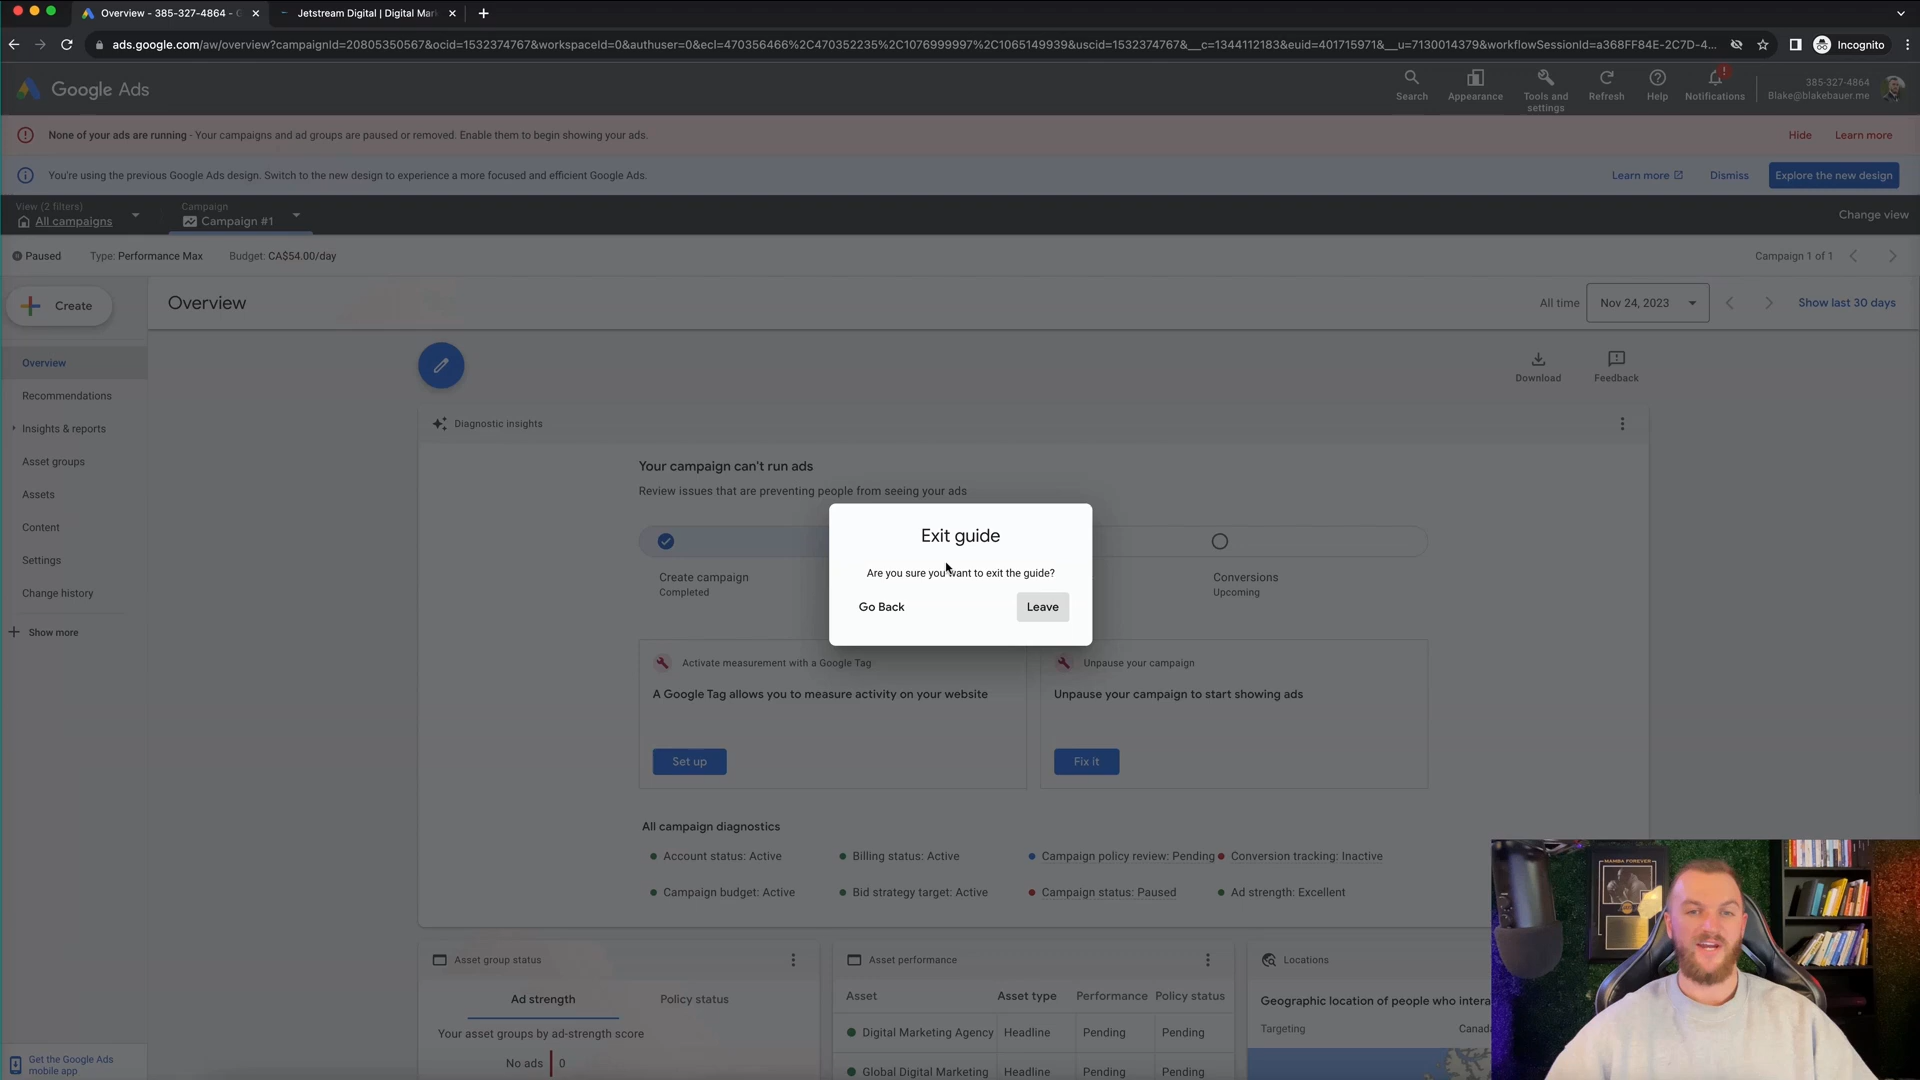 Overview - 385-327-4864 - G
Jetstream Digital | Digital Mar
ads.google.com/aw/overview?campaignId=20805350567&ocid=1532374767&workspaceId=0&authuser=0&ecl=470356466%2C470352235%2C1076999997%2C1065149939&uscid=1532374767&__c=1344112183&euid=401715971&__u=7130014379&workflowSessionId=a368FF84E-2C7D-4...
Incognito
Google Ads
Search
Appearance
Tools and
settings
Refresh
Help
Notifications
385-327-4864
Blake@blakebauer.me
None of your ads are running - Your campaigns and ad groups are paused or removed. Enable them to begin showing your ads.
Hide
Learn more
You're using the previous Google Ads design. Switch to the new design to experience a more focused and efficient Google Ads.
Learn more
Dismiss
Explore the new design
View (2 filters)
All campaigns
Campaign
Campaign #1
Change view
Paused
Type: Performance Max
Budget: CA$54.00/day
Campaign 1 of 1
Create
Overview
All time
Nov 24, 2023
Show last 30 days
Overview
Recommendations
Insights & reports
Asset groups
Assets
Content
Settings
Change history
Show more
Get the Google Ads
mobile app
Download
Feedback
Diagnostic insights
Your campaign can't run ads
Review issues that are preventing people from seeing your ads
Create campaign
Completed
Conversions
Upcoming
Exit guide
Are you sure you want to exit the guide?
Go Back
Leave
Activate measurement with a Google Tag
A Google Tag allows you to measure activity on your website
Set up
Unpause your campaign
Unpause your campaign to start showing ads
Fix it
All campaign diagnostics
Account status: Active
Billing status: Active
Campaign policy review: Pending
Conversion tracking: Inactive
Campaign budget: Active
Bid strategy target: Active
Campaign status: Paused
Ad strength: Excellent
Asset group status
Ad strength
Policy status
Your asset groups by ad-strength score
No ads
0
Asset performance
Asset
Asset type
Performance
Policy status
Digital Marketing Agency
Headline
Pending
Pending
Global Digital Marketing
Headline
Pending
Pending
Locations
Geographic location of people who intera
Targeting
Canada
MAMBA FOREVER